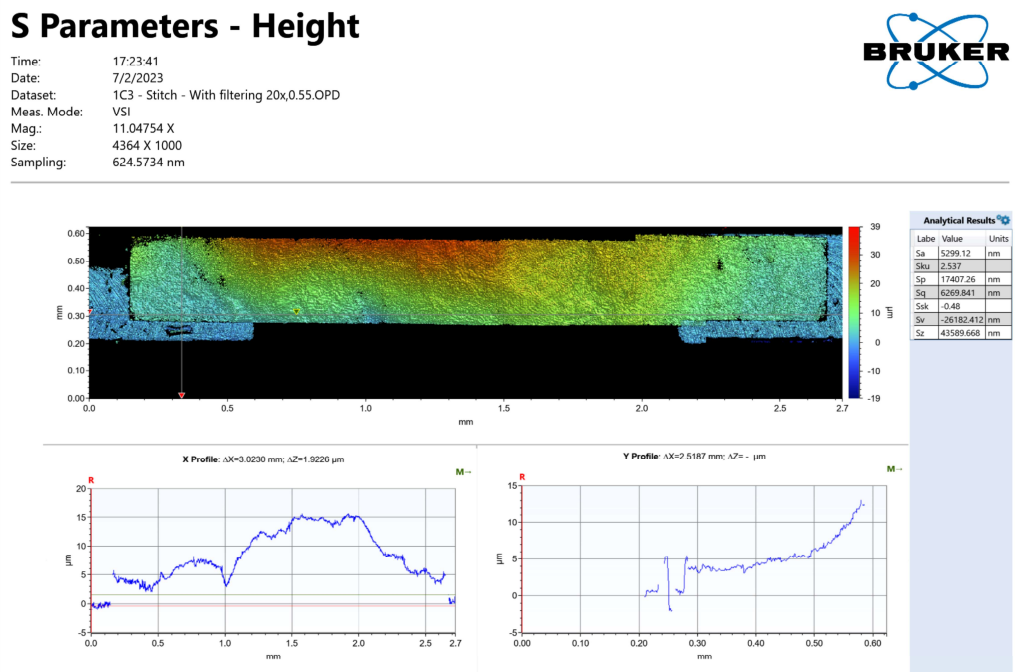 S Parameters - Height
BRUKER
Time: 17:23:41
Date: 7/2/2023
Dataset: 1C3 - Stitch - With filtering 20x,0.55.OPD
Meas. Mode: VSI
Mag.: 11.04754 X
Size: 4364 X 1000
Sampling: 624.5734 nm
0.60
0.50
0.40
0.30
0.20
0.10
0.00
mm
0.0 0.5 1.0 1.5 2.0 2.5 2.7
mm
39
30
20
10
0
-10
-19
µm
Analytical Results
Labe Value Units
Sa 5299.12 nm
Sku 2.537
Sp 17407.26 nm
Sq 6269.841 nm
Ssk -0.48
Sv -26182.412 nm
Sz 43589.668 nm
X Profile: ΔX=3.0230 mm; ΔZ=1.9226 µm
M→
R
20
15
10
5
0
-5
µm
0.0 0.5 1.0 1.5 2.0 2.5 2.7
mm
Y Profile: ΔX=2.5187 mm; ΔZ= - µm
M→
R
15
10
5
0
-5
µm
0.00 0.10 0.20 0.30 0.40 0.50 0.60
mm